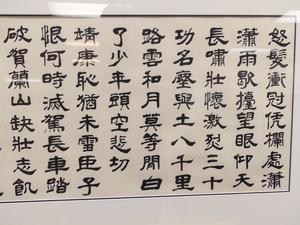 怒髮衝冠凭欄處瀟
瀟雨歇擡望眼仰天
長嘯壯懷激烈三十
功名塵與土八千里
路雲和月莫等閒白
了少年頭空悲切
靖康恥猶未雪臣子
恨何時滅駕長車踏
破賀蘭山缺壯志飢